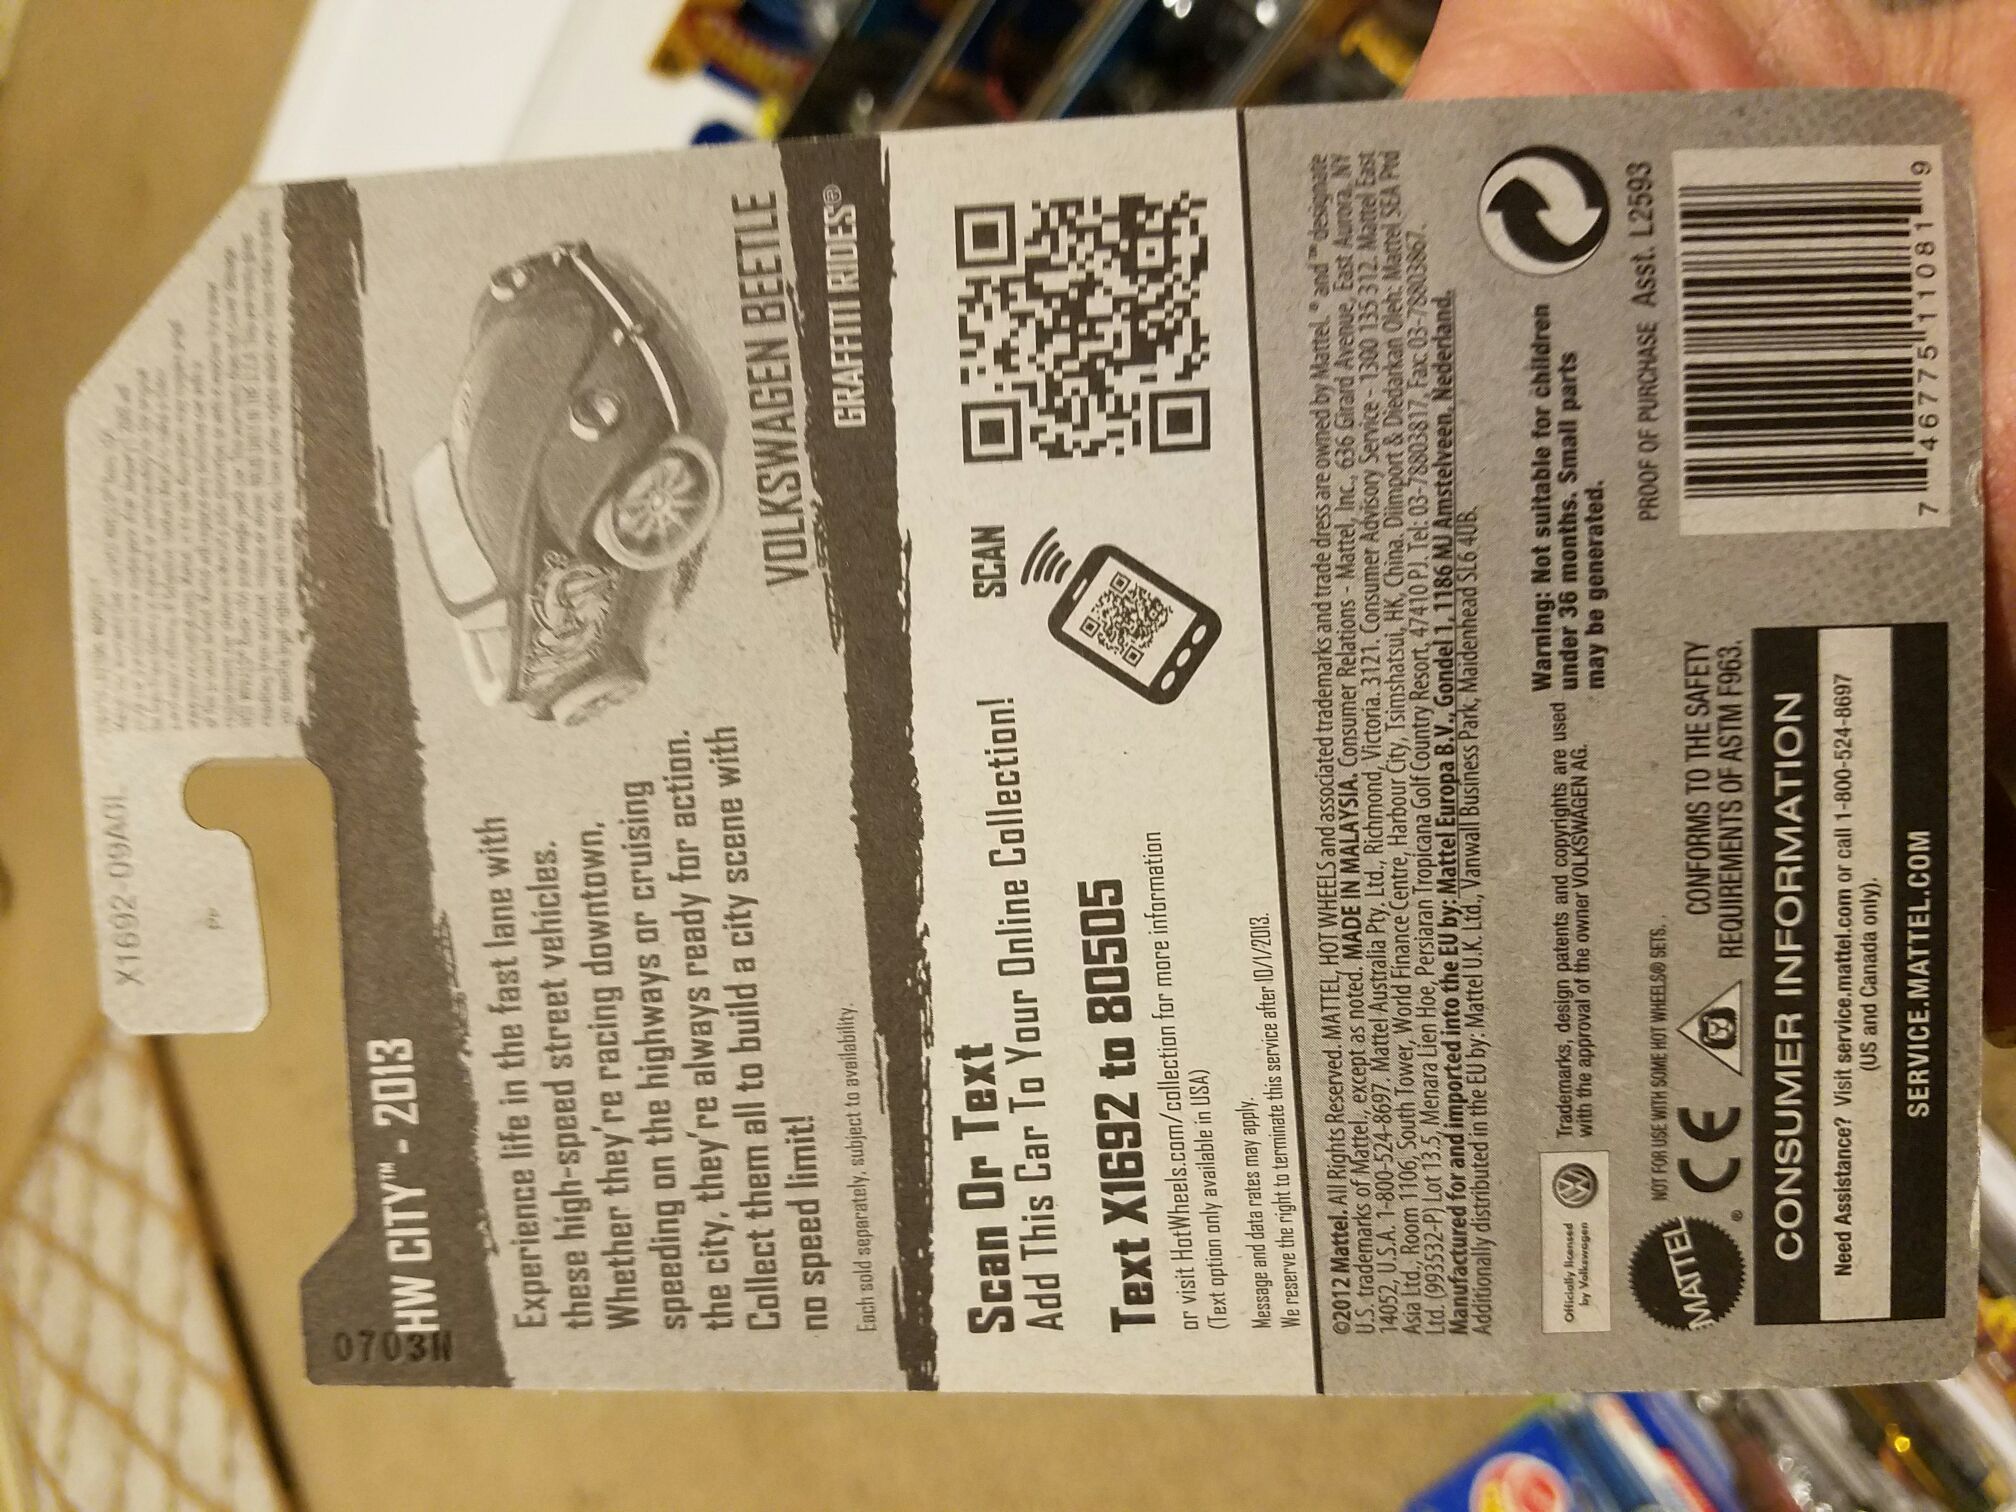 X1692-09A0L
HW CITY™ - 2013
0703N
Experience life in the fast lane with
these high-speed street vehicles.
Whether they're racing downtown,
speeding on the highways or cruising
the city, they're always ready for action.
Collect them all to build a city scene with
no speed limit!
Each sold separately, subject to availability.
VOLKSWAGEN BEETLE
GRAFFITI RIDES®
Scan Or Text
Add This Car To Your Online Collection!
Text X1692 to 80505
or visit HotWheels.com/collection for more information
(Text option only available in USA)
Message and data rates may apply.
We reserve the right to terminate this service after 10/1/2013.
SCAN
©2012 Mattel. All Rights Reserved. MATTEL, HOT WHEELS and associated trademarks and trade dress are owned by Mattel. ® and ™ designate
U.S. trademarks of Mattel, except as noted. MADE IN MALAYSIA. Consumer Relations - Mattel, Inc., 636 Girard Avenue, East Aurora, NY
14052, U.S.A. 1-800-524-8697. Mattel Australia Pty. Ltd., Richmond, Victoria. 3121. Consumer Advisory Service - 1300 135 312. Mattel East
Asia Ltd., Room 1106, South Tower, World Finance Centre, Harbour City, Tsimshatsui, HK, China. Diimport & Diedarkan Oleh: Mattel SEA Ptd
Ltd. (993532-P) Lot 13.5, Menara Lien Hoe, Persiaran Tropicana Golf Country Resort, 47410 PJ. Tel: 03-78803817, Fax: 03-78803867.
Manufactured for and imported into the EU by: Mattel Europa B.V., Gondel 1, 1186 MJ Amstelveen, Nederland.
Additionally distributed in the EU by: Mattel U.K. Ltd., Vanwall Business Park, Maidenhead SL6 4UB.
Officially licensed
by Volkswagen
Trademarks, design patents and copyrights are used
with the approval of the owner VOLKSWAGEN AG.
Warning: Not suitable for children
under 36 months. Small parts
may be generated.
NOT FOR USE WITH SOME HOT WHEELS® SETS.
MATTEL
®
CE
CONFORMS TO THE SAFETY
REQUIREMENTS OF ASTM F963.
PROOF OF PURCHASE Asst. L2593
7 46775 11081 9
CONSUMER INFORMATION
Need Assistance? Visit service.mattel.com or call 1-800-524-8697
(US and Canada only).
SERVICE.MATTEL.COM